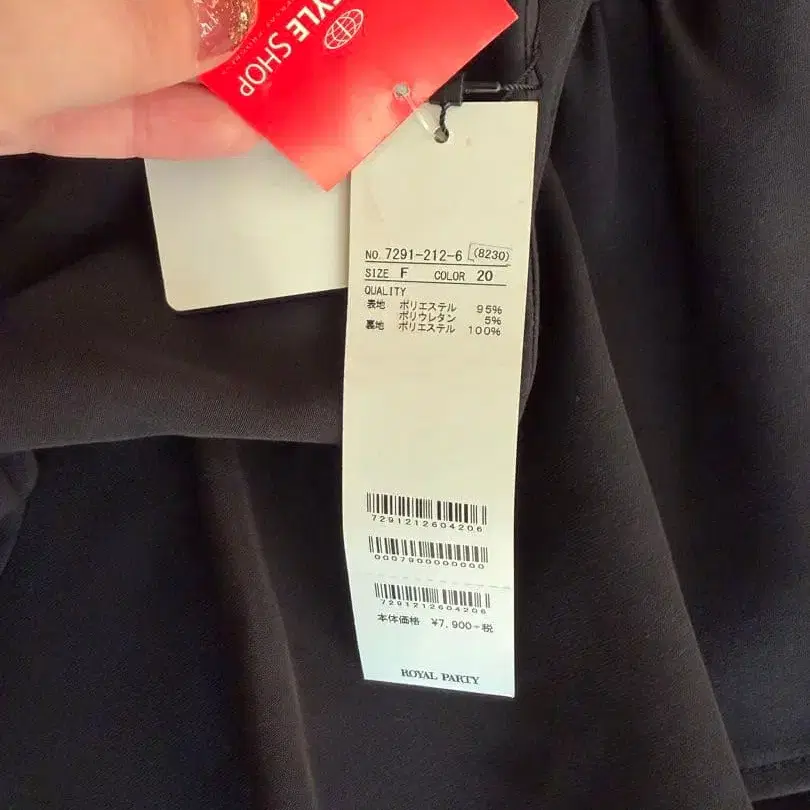 STYLE SHOP
NO. 7291-212-6 (8230)
SIZE F COLOR 20
QUALITY
表地 ポリエステル 95%
ポリウレタン 5%
裏地 ポリエステル 100%
7291212604206
0007900000000
7291212604206
本体価格 ¥7,900+税
ROYAL PARTY